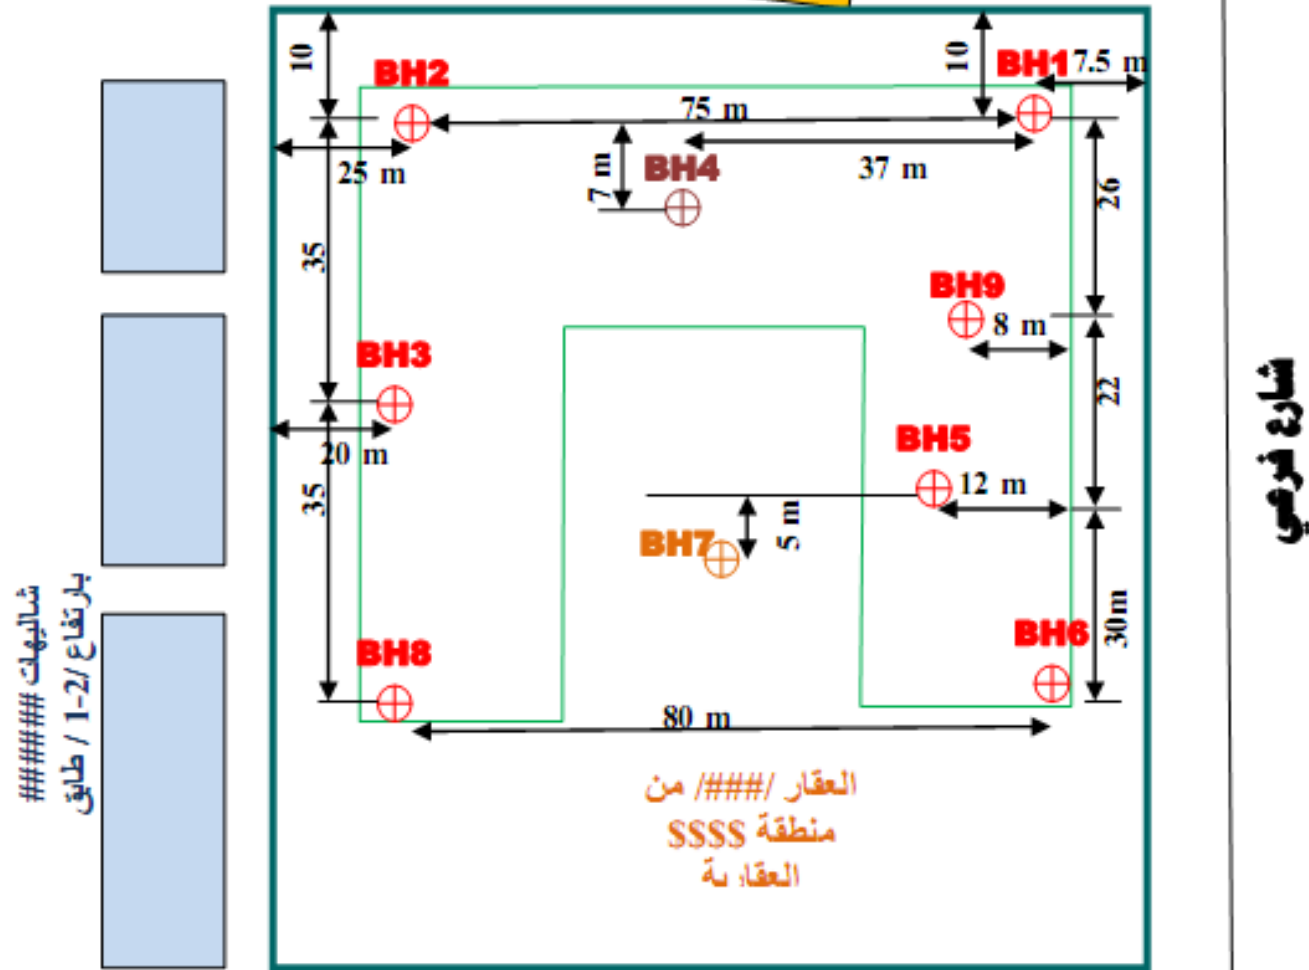 10
10
BH2
BH1
7.5 m
75 m
25 m
7 m
BH4
37 m
26
35
BH9
8 m
BH3
22
20 m
BH5
12 m
35
5 m
BH7
30m
BH6
BH8
80 m
شارع فرعي
شاليهات ######
بارتفاع /2-1 / طابق
العقار /###/ من
منطقة $$$$
العقارية